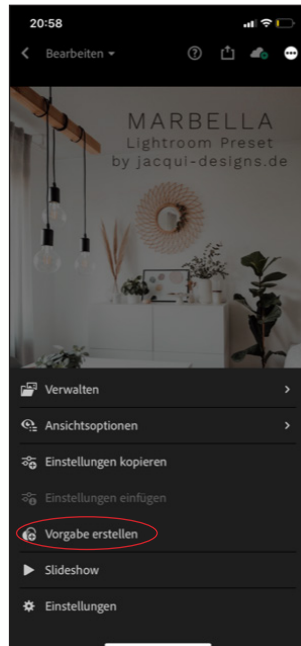 20:58
Bearbeiten
MARBELLA
Lightroom Preset
by jacqui-designs.de
Verwalten
Ansichtsoptionen
Einstellungen kopieren
Einstellungen einfügen
Vorgabe erstellen
Slideshow
Einstellungen